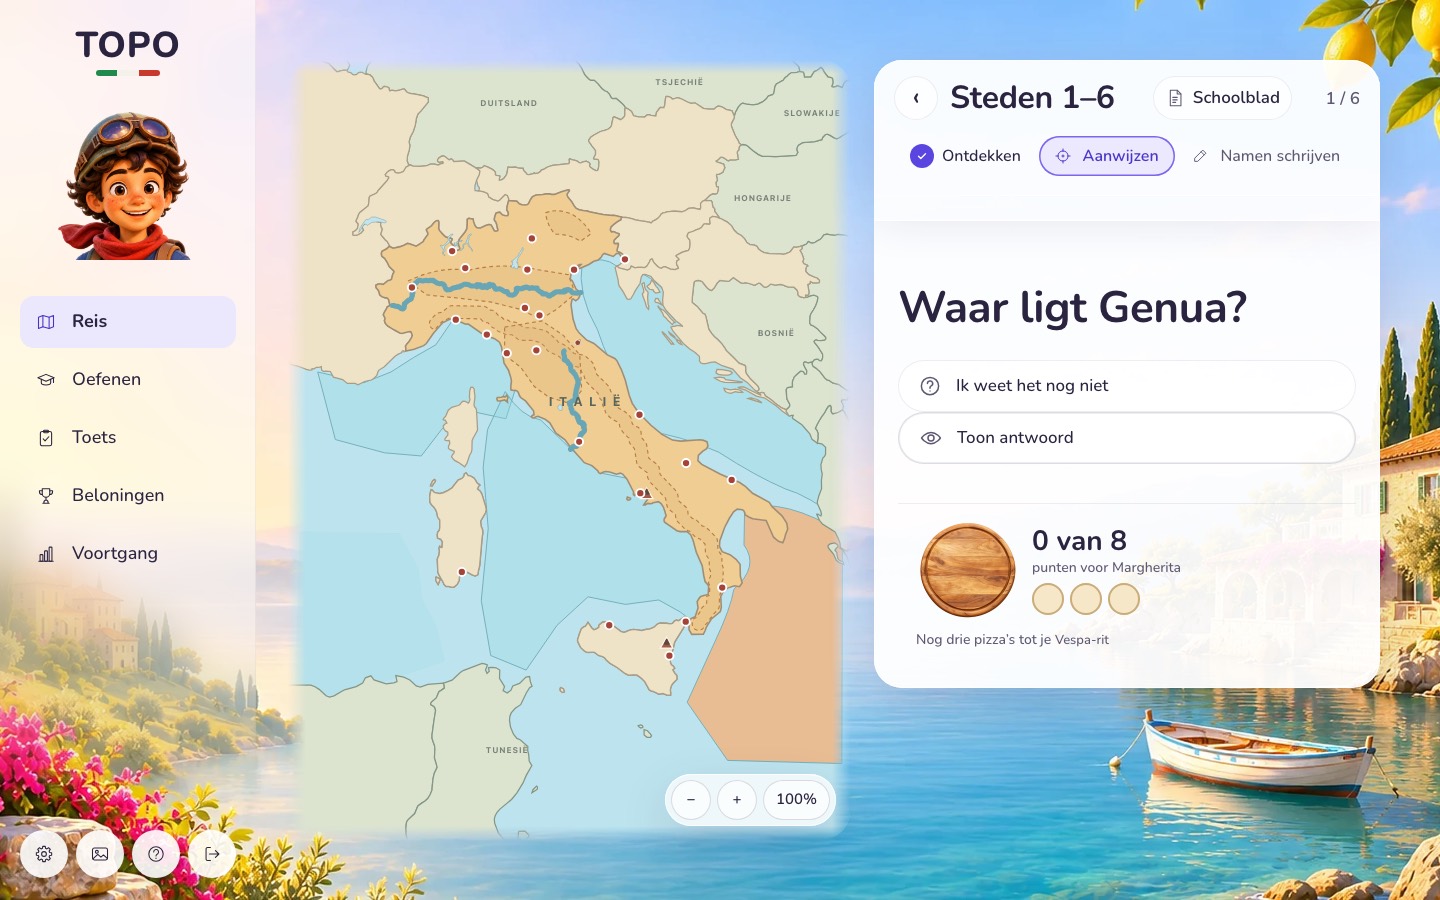 TOPO
Reis
Oefenen
Toets
Beloningen
Voortgang
TSJECHIË
DUITSLAND
SLOWAKIJE
HONGARIJE
BOSNIË
ITALIË
TUNESIË
−
+
100%
‹
Steden 1–6
Schoolblad
1 / 6
Ontdekken
Aanwijzen
Namen schrijven
Waar ligt Genua?
Ik weet het nog niet
Toon antwoord
0 van 8
punten voor Margherita
Nog drie pizza's tot je Vespa-rit